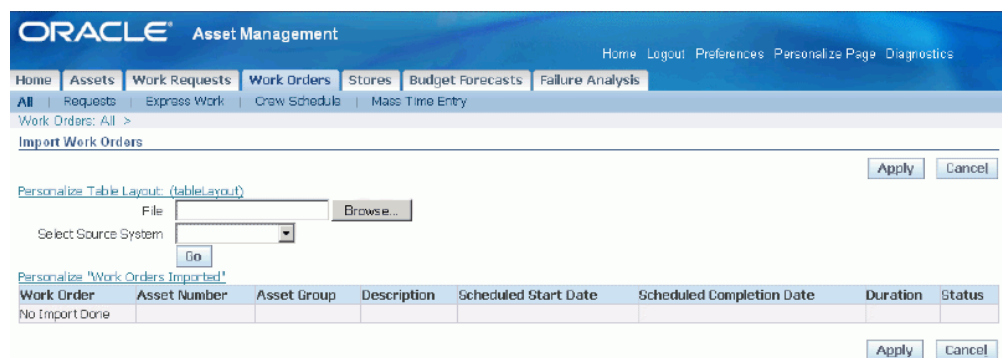 ORACLE Asset Management
Home Logout Preferences Personalize Page Diagnostics
Home Assets Work Requests Work Orders Stores Budget Forecasts Failure Analysis
All | Requests | Express Work | Crew Schedule | Mass Time Entry
Work Orders: All >
Import Work Orders
Apply Cancel
Personalize Table Layout: (tableLayout)
File Browse...
Select Source System
Go
Personalize "Work Orders Imported"
Work Order Asset Number Asset Group Description Scheduled Start Date Scheduled Completion Date Duration Status
No Import Done
Apply Cancel